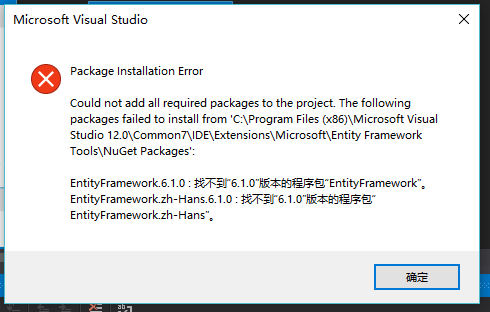 Microsoft Visual Studio
Package Installation Error
Could not add all required packages to the project. The following
packages failed to install from 'C:\Program Files (x86)\Microsoft Visual
Studio 12.0\Common7\IDE\Extensions\Microsoft\Entity Framework
Tools\NuGet Packages':
EntityFramework.6.1.0 : 找不到“6.1.0”版本的程序包“EntityFramework”。
EntityFramework.zh-Hans.6.1.0 : 找不到“6.1.0”版本的程序包“
EntityFramework.zh-Hans”。
确定
ab